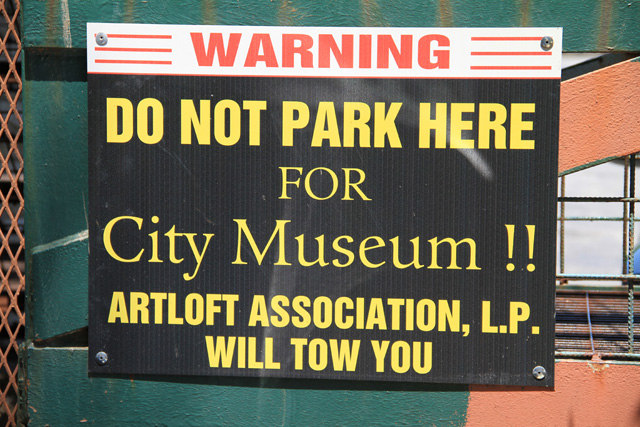 WARNING
DO NOT PARK HERE
FOR
City Museum !!
ARTLOFT ASSOCIATION, L.P.
WILL TOW YOU